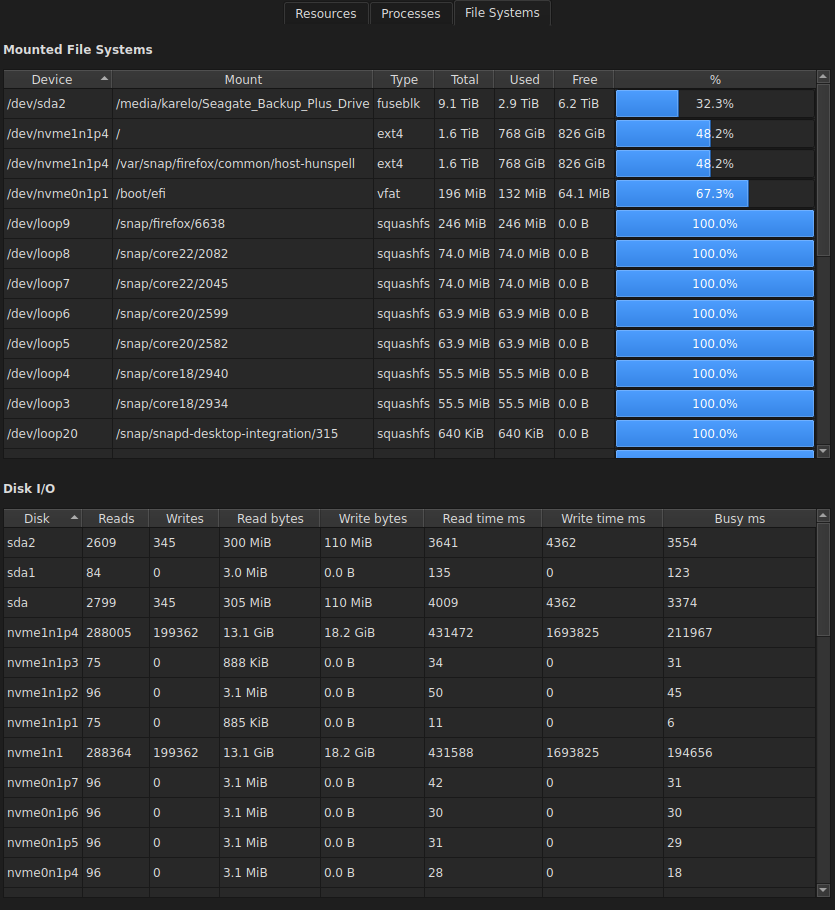 Resources Processes File Systems
Mounted File Systems
Device Mount Type Total Used Free %
/dev/sda2 /media/karelo/Seagate_Backup_Plus_Drive fuseblk 9.1 TiB 2.9 TiB 6.2 TiB 32.3%
/dev/nvme1n1p4 / ext4 1.6 TiB 768 GiB 826 GiB 48.2%
/dev/nvme1n1p4 /var/snap/firefox/common/host-hunspell ext4 1.6 TiB 768 GiB 826 GiB 48.2%
/dev/nvme0n1p1 /boot/efi vfat 196 MiB 132 MiB 64.1 MiB 67.3%
/dev/loop9 /snap/firefox/6638 squashfs 246 MiB 246 MiB 0.0 B 100.0%
/dev/loop8 /snap/core22/2082 squashfs 74.0 MiB 74.0 MiB 0.0 B 100.0%
/dev/loop7 /snap/core22/2045 squashfs 74.0 MiB 74.0 MiB 0.0 B 100.0%
/dev/loop6 /snap/core20/2599 squashfs 63.9 MiB 63.9 MiB 0.0 B 100.0%
/dev/loop5 /snap/core20/2582 squashfs 63.9 MiB 63.9 MiB 0.0 B 100.0%
/dev/loop4 /snap/core18/2940 squashfs 55.5 MiB 55.5 MiB 0.0 B 100.0%
/dev/loop3 /snap/core18/2934 squashfs 55.5 MiB 55.5 MiB 0.0 B 100.0%
/dev/loop20 /snap/snapd-desktop-integration/315 squashfs 640 KiB 640 KiB 0.0 B 100.0%
Disk I/O
Disk Reads Writes Read bytes Write bytes Read time ms Write time ms Busy ms
sda2 2609 345 300 MiB 110 MiB 3641 4362 3554
sda1 84 0 3.0 MiB 0.0 B 135 0 123
sda 2799 345 305 MiB 110 MiB 4009 4362 3374
nvme1n1p4 288005 199362 13.1 GiB 18.2 GiB 431472 1693825 211967
nvme1n1p3 75 0 888 KiB 0.0 B 34 0 31
nvme1n1p2 96 0 3.1 MiB 0.0 B 50 0 45
nvme1n1p1 75 0 885 KiB 0.0 B 11 0 6
nvme1n1 288364 199362 13.1 GiB 18.2 GiB 431588 1693825 194656
nvme0n1p7 96 0 3.1 MiB 0.0 B 42 0 31
nvme0n1p6 96 0 3.1 MiB 0.0 B 30 0 30
nvme0n1p5 96 0 3.1 MiB 0.0 B 31 0 29
nvme0n1p4 96 0 3.1 MiB 0.0 B 28 0 18